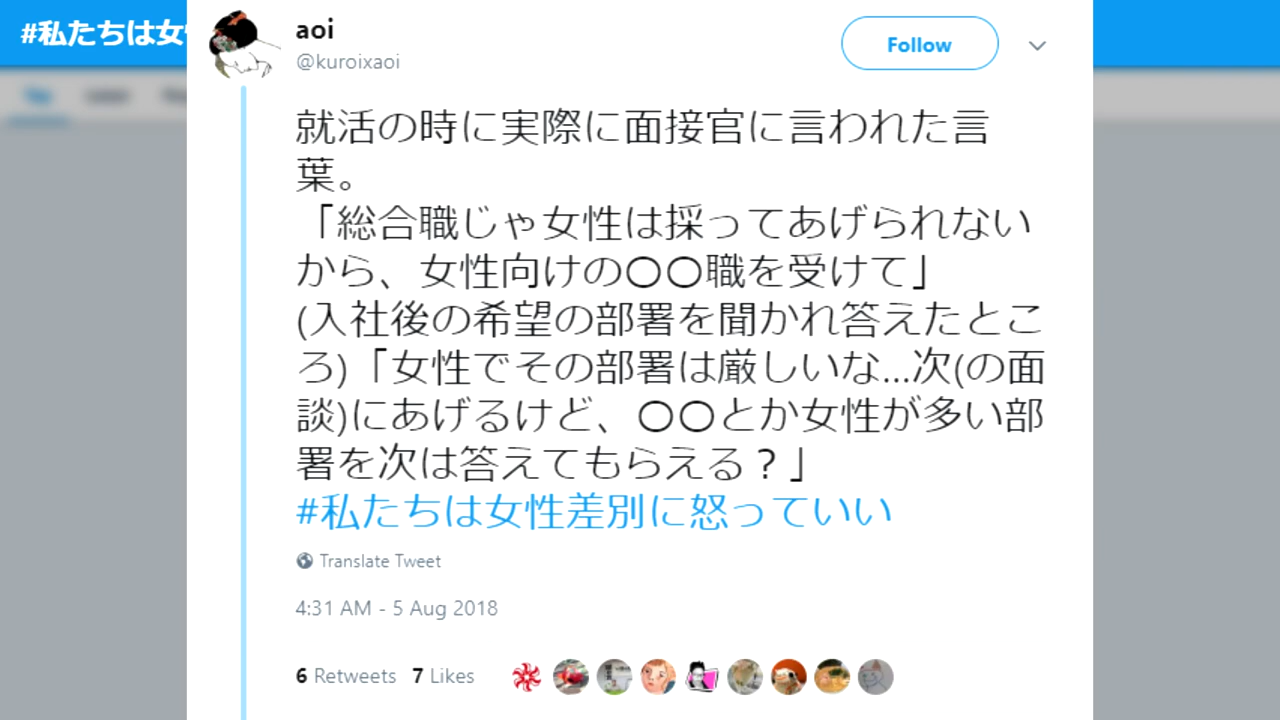 #私たちは女
aoi
@kuroixaoi
Follow
就活の時に実際に面接官に言われた言
葉。
「総合職じゃ女性は採ってあげられない
から、女性向けの〇〇職を受けて」
(入社後の希望の部署を聞かれ答えたとこ
ろ)「女性でその部署は厳しいな...次(の面
談)にあげるけど、〇〇とか女性が多い部
署を次は答えてもらえる？」
#私たちは女性差別に怒っていい
Translate Tweet
4:31 AM - 5 Aug 2018
6 Retweets 7 Likes